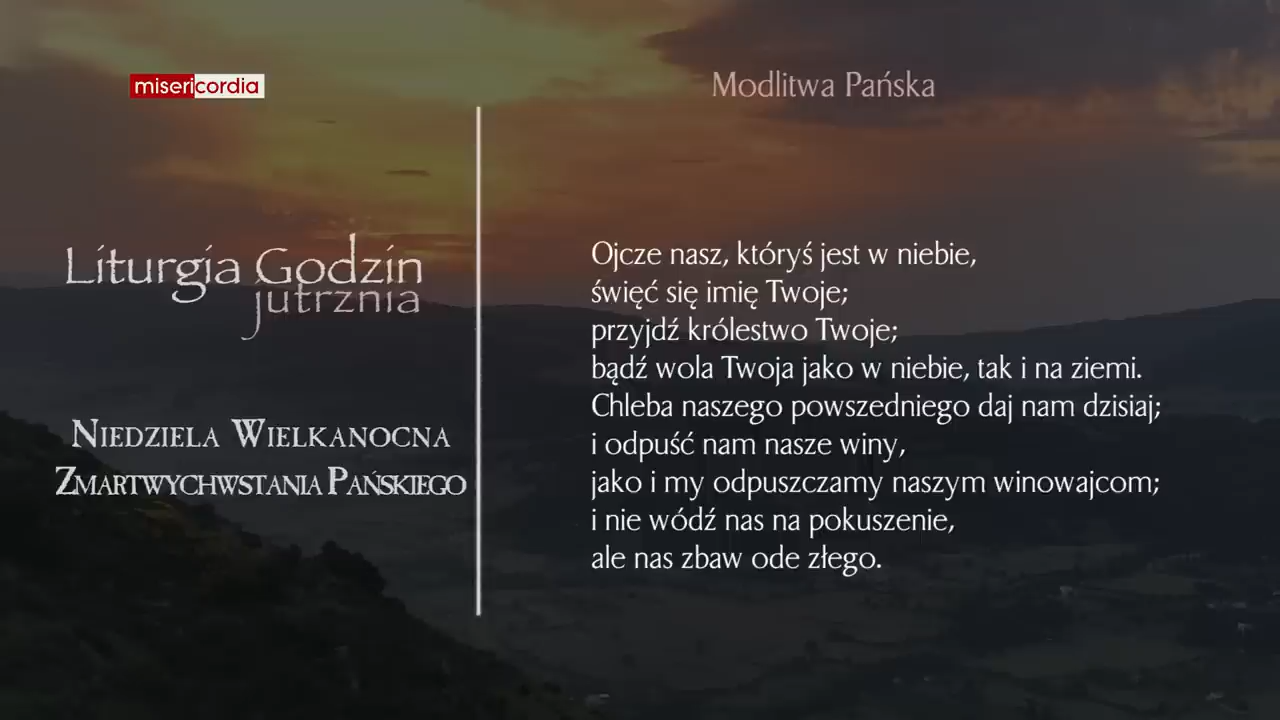 misericordia
Liturgia Godzin
jutrznia
Niedziela Wielkanocna
Zmartwychwstania Pańskiego
Modlitwa Pańska
Ojcze nasz, któryś jest w niebie,
święć się imię Twoje;
przyjdź królestwo Twoje;
bądź wola Twoja jako w niebie, tak i na ziemi.
Chleba naszego powszedniego daj nam dzisiaj;
i odpuść nam nasze winy,
jako i my odpuszczamy naszym winowajcom;
i nie wódź nas na pokuszenie,
ale nas zbaw ode złego.